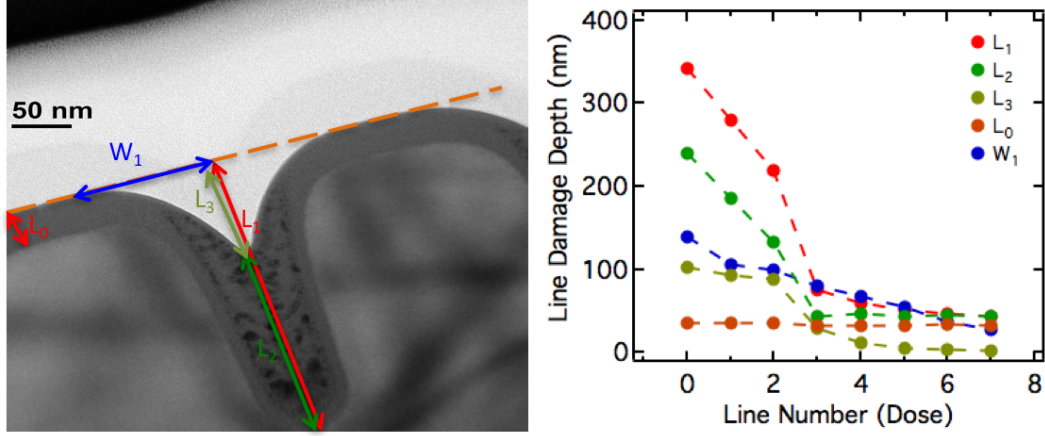 50 nm
W1
L0
L3
L1
L2
Line Damage Depth (nm)
400
300
200
100
0
0 2 4 6 8
Line Number (Dose)
L1
L2
L3
L0
W1